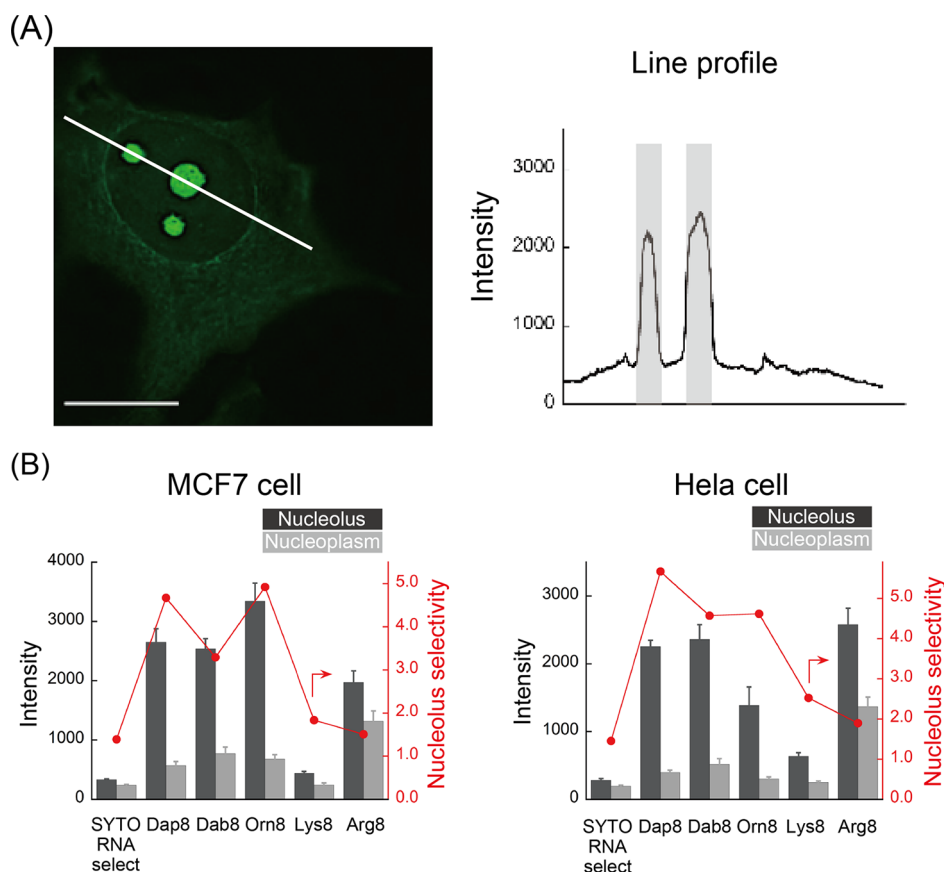 (A)
Line profile
Intensity
3000
2000
1000
0
(B)
MCF7 cell
Nucleolus
Nucleoplasm
Intensity
4000
3000
2000
1000
0
5.0
4.0
3.0
2.0
1.0
0.0
Nucleolus selectivity
SYTO RNA select
Dap8
Dab8
Orn8
Lys8
Arg8
Hela cell
Nucleolus
Nucleoplasm
Intensity
3000
2000
1000
0
5.0
4.0
3.0
2.0
1.0
0.0
Nucleolus selectivity
SYTO RNA select
Dap8
Dab8
Orn8
Lys8
Arg8